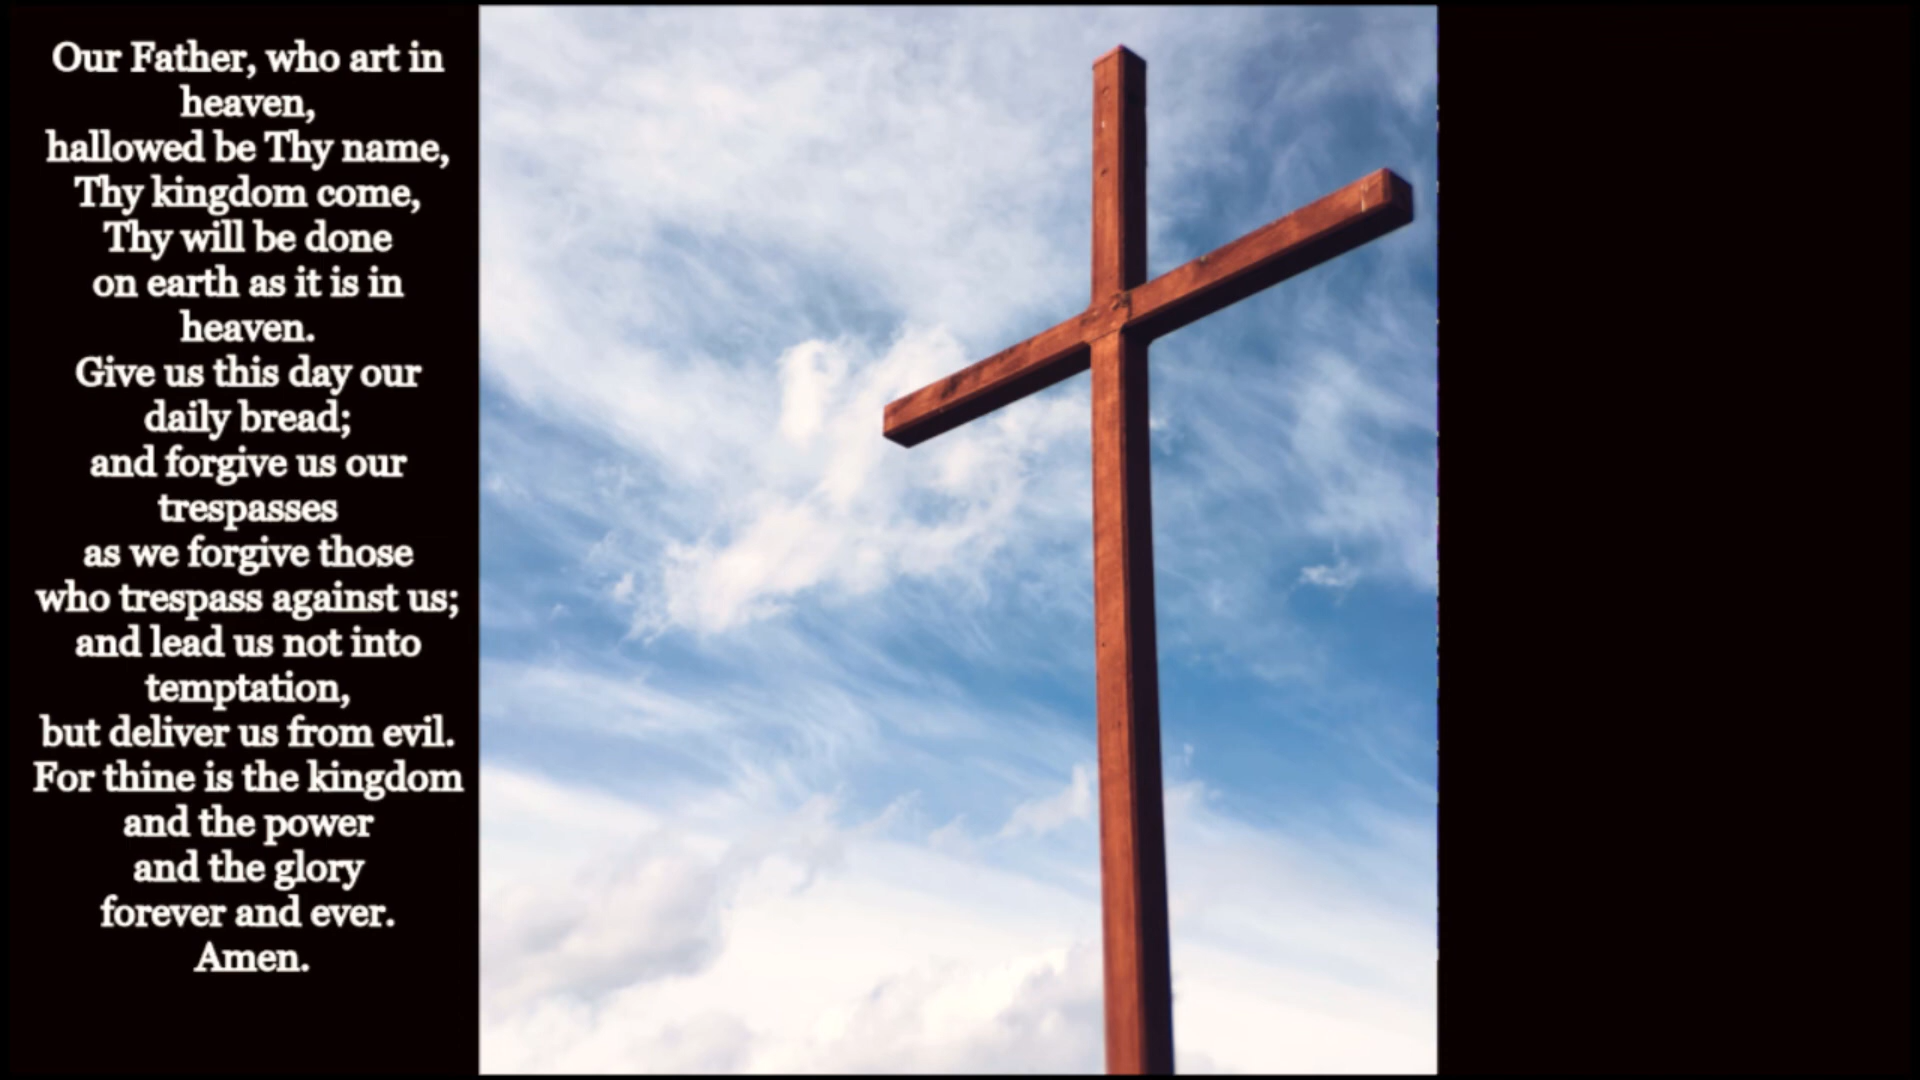 Our Father, who art in
heaven,
hallowed be Thy name,
Thy kingdom come,
Thy will be done
on earth as it is in
heaven.
Give us this day our
daily bread;
and forgive us our
trespasses
as we forgive those
who trespass against us;
and lead us not into
temptation,
but deliver us from evil.
For thine is the kingdom
and the power
and the glory
forever and ever.
Amen.